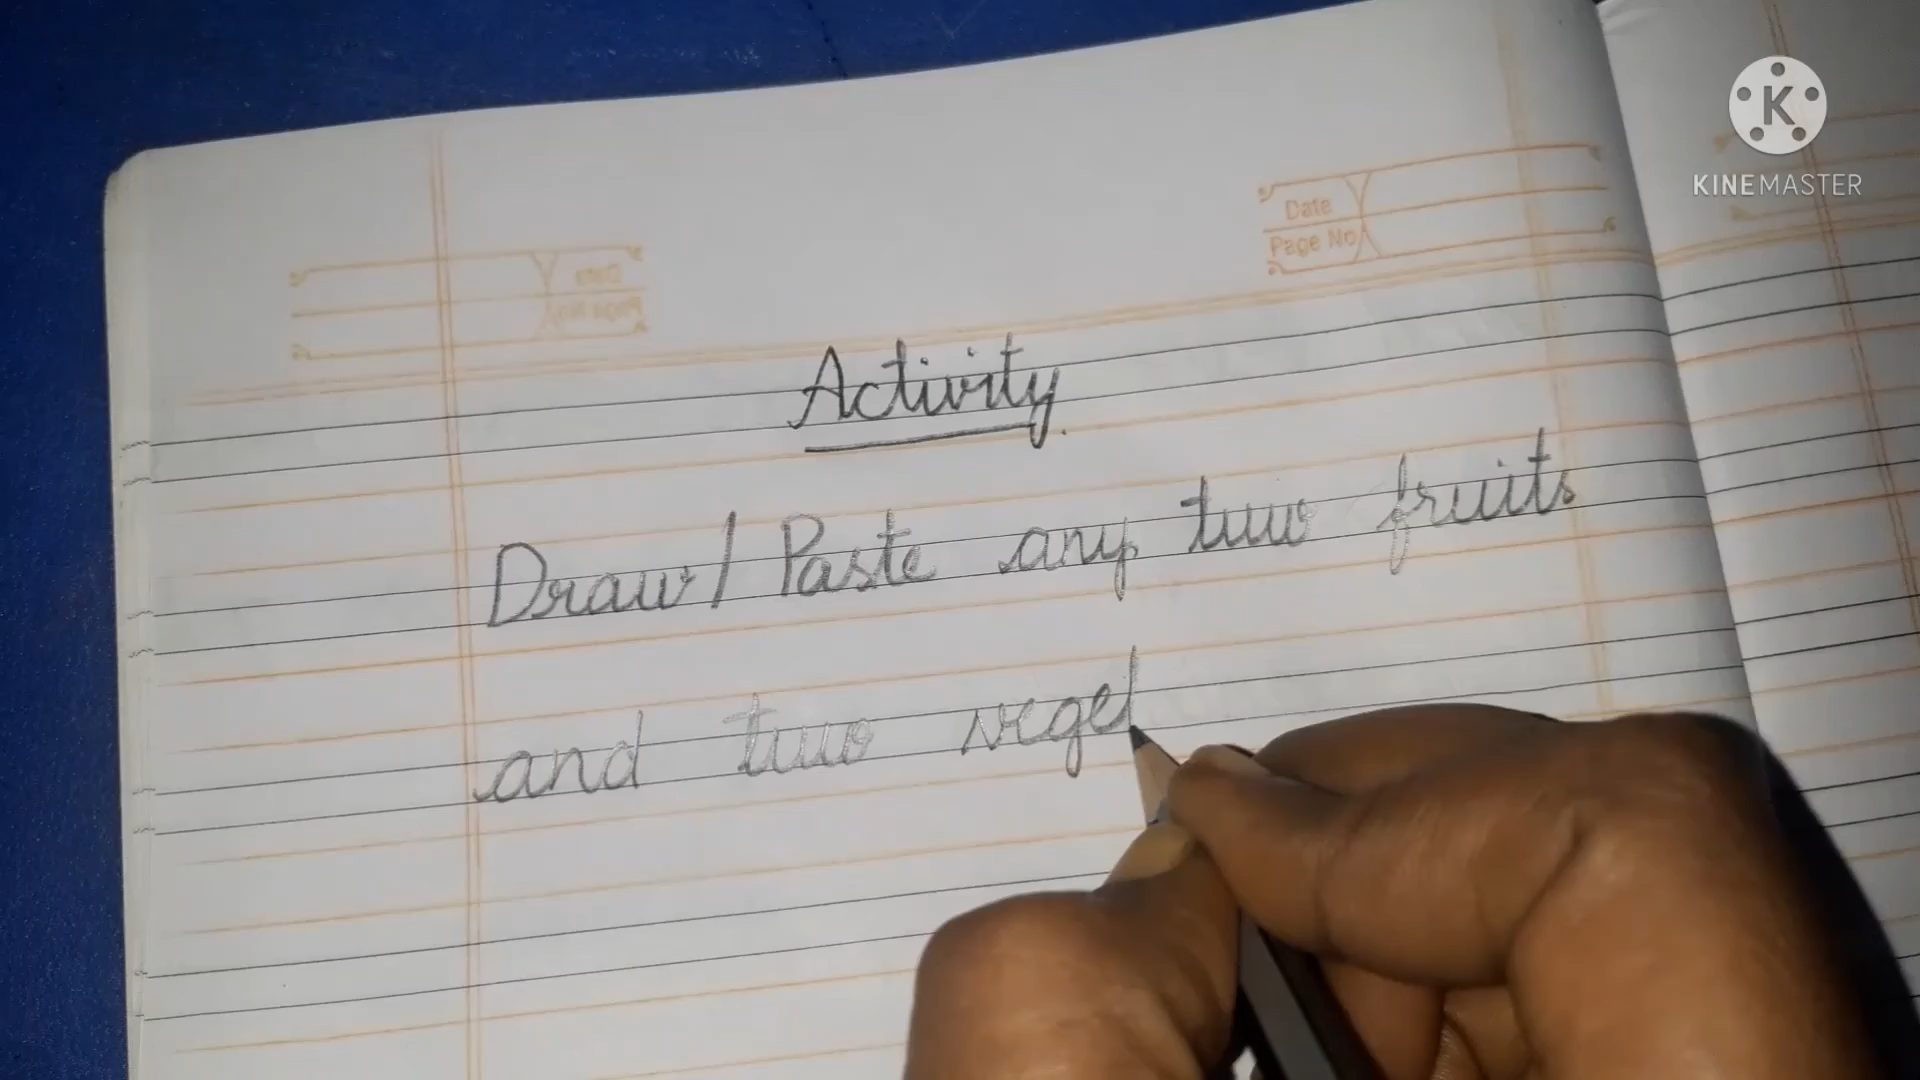 KINEMASTER
Date
Page No
Activity
Draw/ Paste any two fruits
and two veget